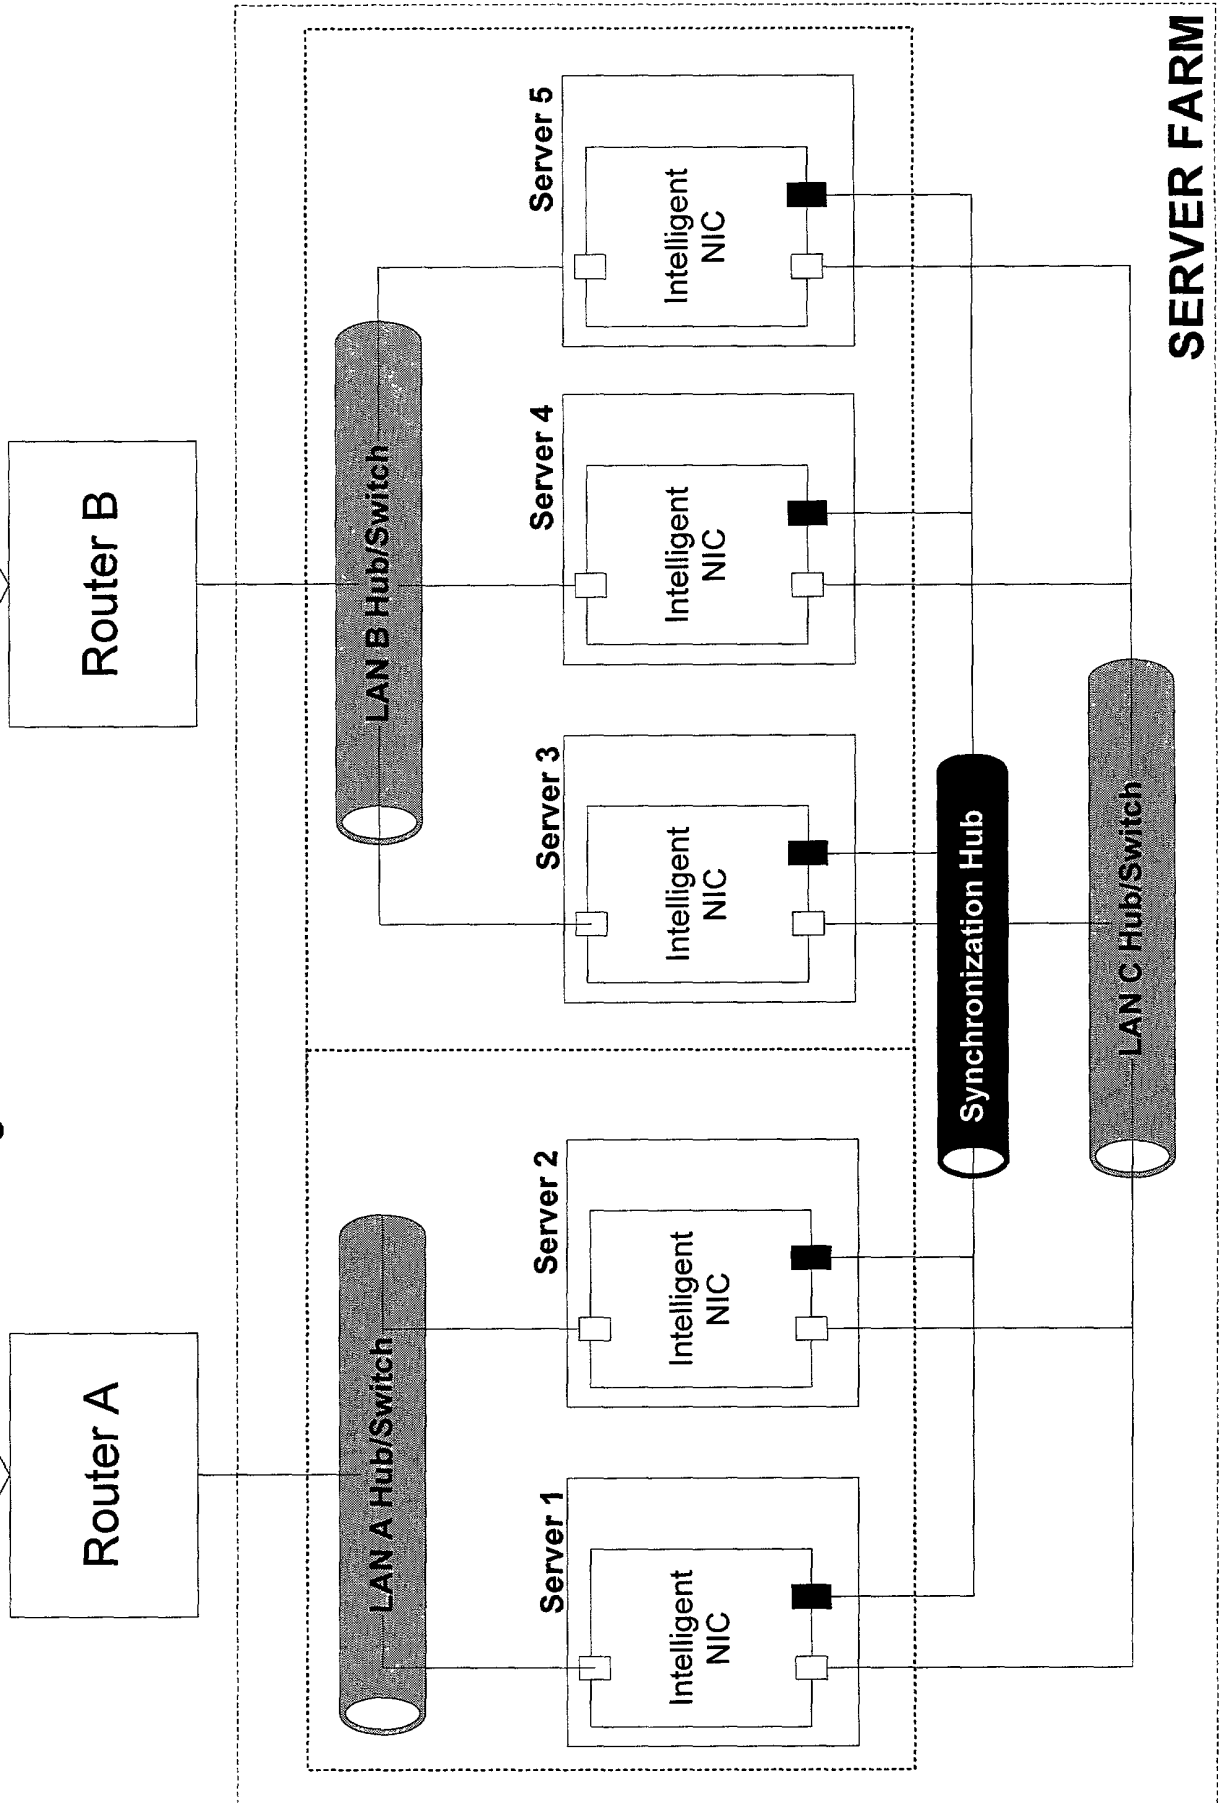 Router A
Router B
LAN A Hub/Switch
LAN B Hub/Switch
Server 1
Server 2
Server 3
Server 4
Server 5
Intelligent
NIC
Intelligent
NIC
Intelligent
NIC
Intelligent
NIC
Intelligent
NIC
Synchronization Hub
LAN C Hub/Switch
SERVER FARM